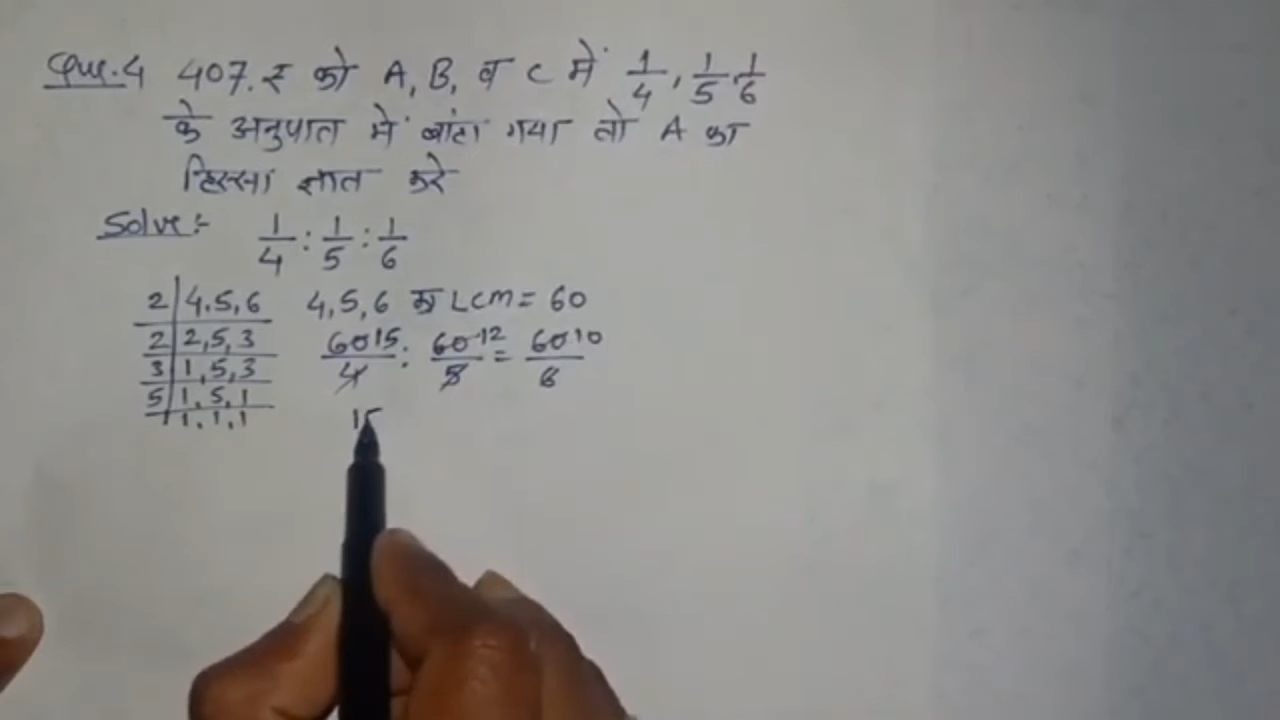 Que.4 407.₹ को A, B, व C में 1/4, 1/5, 1/6
के अनुपात में बांटा गया तो A का
हिस्सा ज्ञात करे
Solve:- 1/4 : 1/5 : 1/6
2 | 4.5,6
2 | 2,5,3
3 | 1,5,3
5 | 1,5,1
1.1.1
4,5,6 का LCM = 60
60/4 15 : 60/5 12 = 60/6 10
15